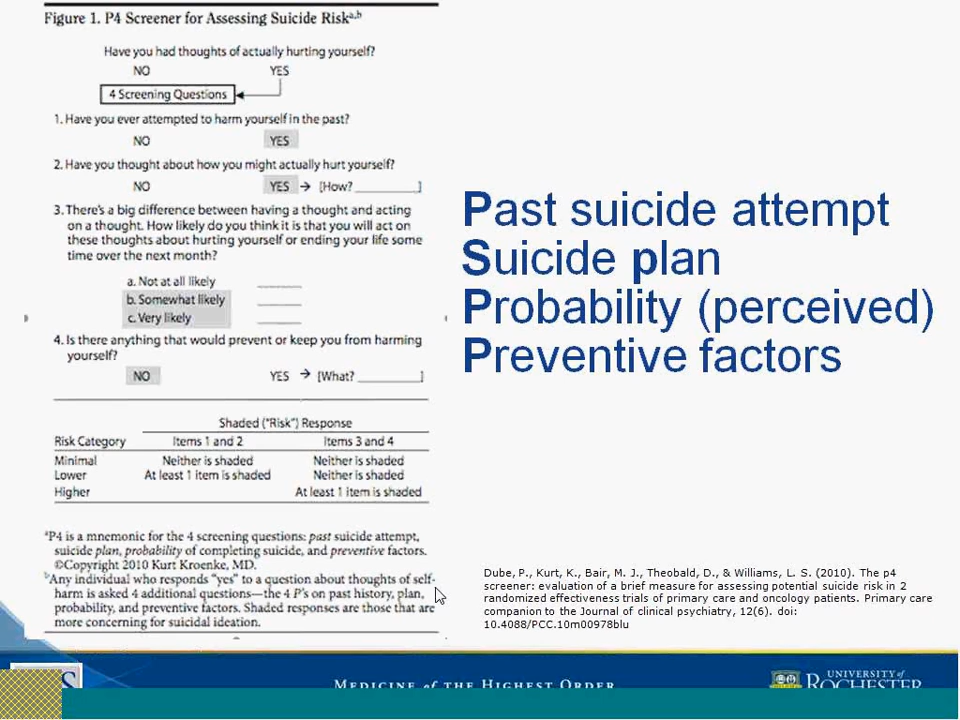 Figure 1. P4 Screener for Assessing Suicide Risk^a,b
Have you had thoughts of actually hurting yourself?
NO YES
4 Screening Questions
1. Have you ever attempted to harm yourself in the past?
NO YES
2. Have you thought about how you might actually hurt yourself?
NO YES → [How? ________]
3. There's a big difference between having a thought and acting
on a thought. How likely do you think it is that you will act on
these thoughts about hurting yourself or ending your life some
time over the next month?
a. Not at all likely ____
b. Somewhat likely ____
c. Very likely ____
4. Is there anything that would prevent or keep you from harming
yourself?
NO YES → [What? ________]
Shaded ("Risk") Response
Risk Category Items 1 and 2 Items 3 and 4
Minimal Neither is shaded Neither is shaded
Lower At least 1 item is shaded Neither is shaded
Higher At least 1 item is shaded
^aP4 is a mnemonic for the 4 screening questions: past suicide attempt,
suicide plan, probability of completing suicide, and preventive factors.
©Copyright 2010 Kurt Kroenke, MD.
^bAny individual who responds "yes" to a question about thoughts of self-
harm is asked 4 additional questions—the 4 P's on past history, plan,
probability, and preventive factors. Shaded responses are those that are
more concerning for suicidal ideation.
Past suicide attempt
Suicide plan
Probability (perceived)
Preventive factors
Dube, P., Kurt, K., Bair, M. J., Theobald, D., & Williams, L. S. (2010). The p4
screener: evaluation of a brief measure for assessing potential suicide risk in 2
randomized effectiveness trials of primary care and oncology patients. Primary care
companion to the Journal of clinical psychiatry, 12(6). doi:
10.4088/PCC.10m00978blu
MEDICINE of THE HIGHEST ORDER
UNIVERSITY of
ROCHESTER